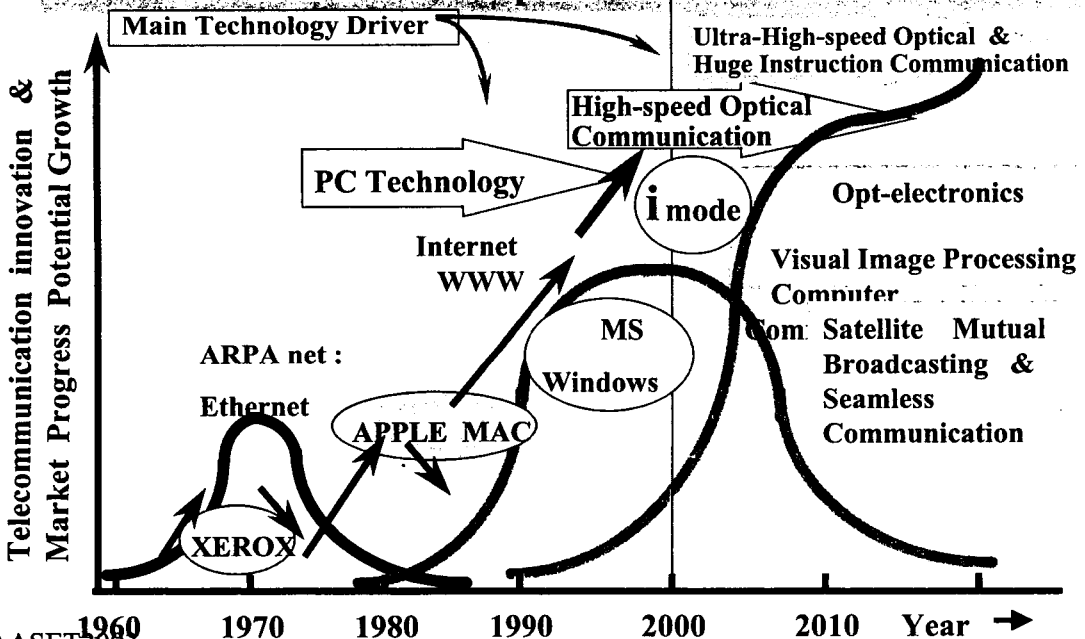 Main Technology Driver
Ultra-High-speed Optical &
Huge Instruction Communication
Telecommunication innovation &
Market Progress Potential Growth
High-speed Optical
Communication
PC Technology
i mode
Opt-electronics
Internet
WWW
Visual Image Processing
Computer
MS
Windows
Com
Satellite Mutual
Broadcasting &
Seamless
Communication
ARPA net :
Ethernet
APPLE MAC
XEROX
1960 1970 1980 1990 2000 2010 Year